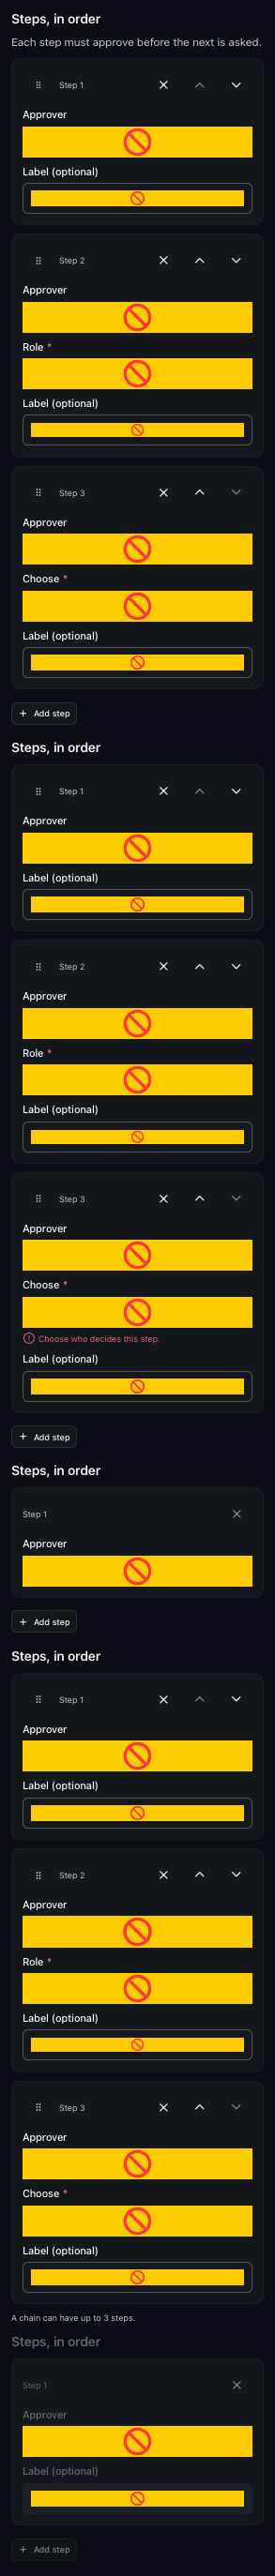 Steps, in order
Each step must approve before the next is asked.
Step 1
Approver
Label (optional)
Step 2
Approver
Role *
Label (optional)
Step 3
Approver
Choose *
Label (optional)
+ Add step
Steps, in order
Step 1
Approver
Label (optional)
Step 2
Approver
Role *
Label (optional)
Step 3
Approver
Choose *
Choose who decides this step.
Label (optional)
+ Add step
Steps, in order
Step 1
Approver
+ Add step
Steps, in order
Step 1
Approver
Label (optional)
Step 2
Approver
Role *
Label (optional)
Step 3
Approver
Choose *
Label (optional)
A chain can have up to 3 steps.
Steps, in order
Step 1
Approver
Label (optional)
+ Add step